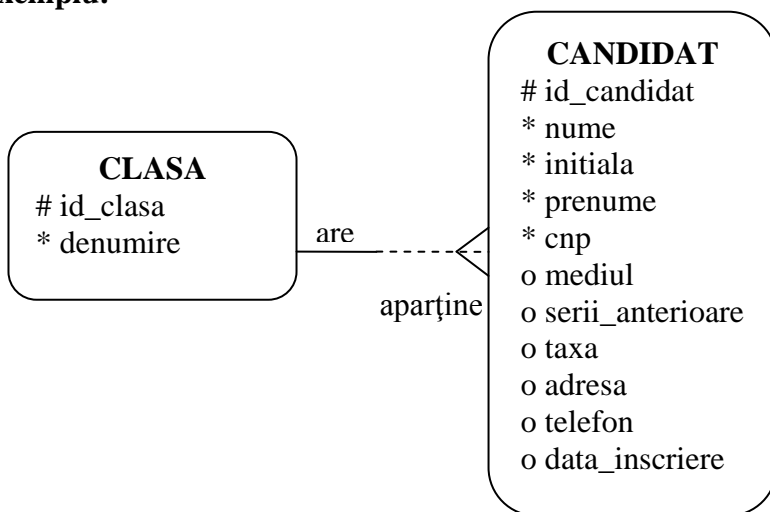 CLASA
# id_clasa
* denumire
are
aparţine
CANDIDAT
# id_candidat
* nume
* initiala
* prenume
* cnp
o mediul
o serii_anterioare
o taxa
o adresa
o telefon
o data_inscriere